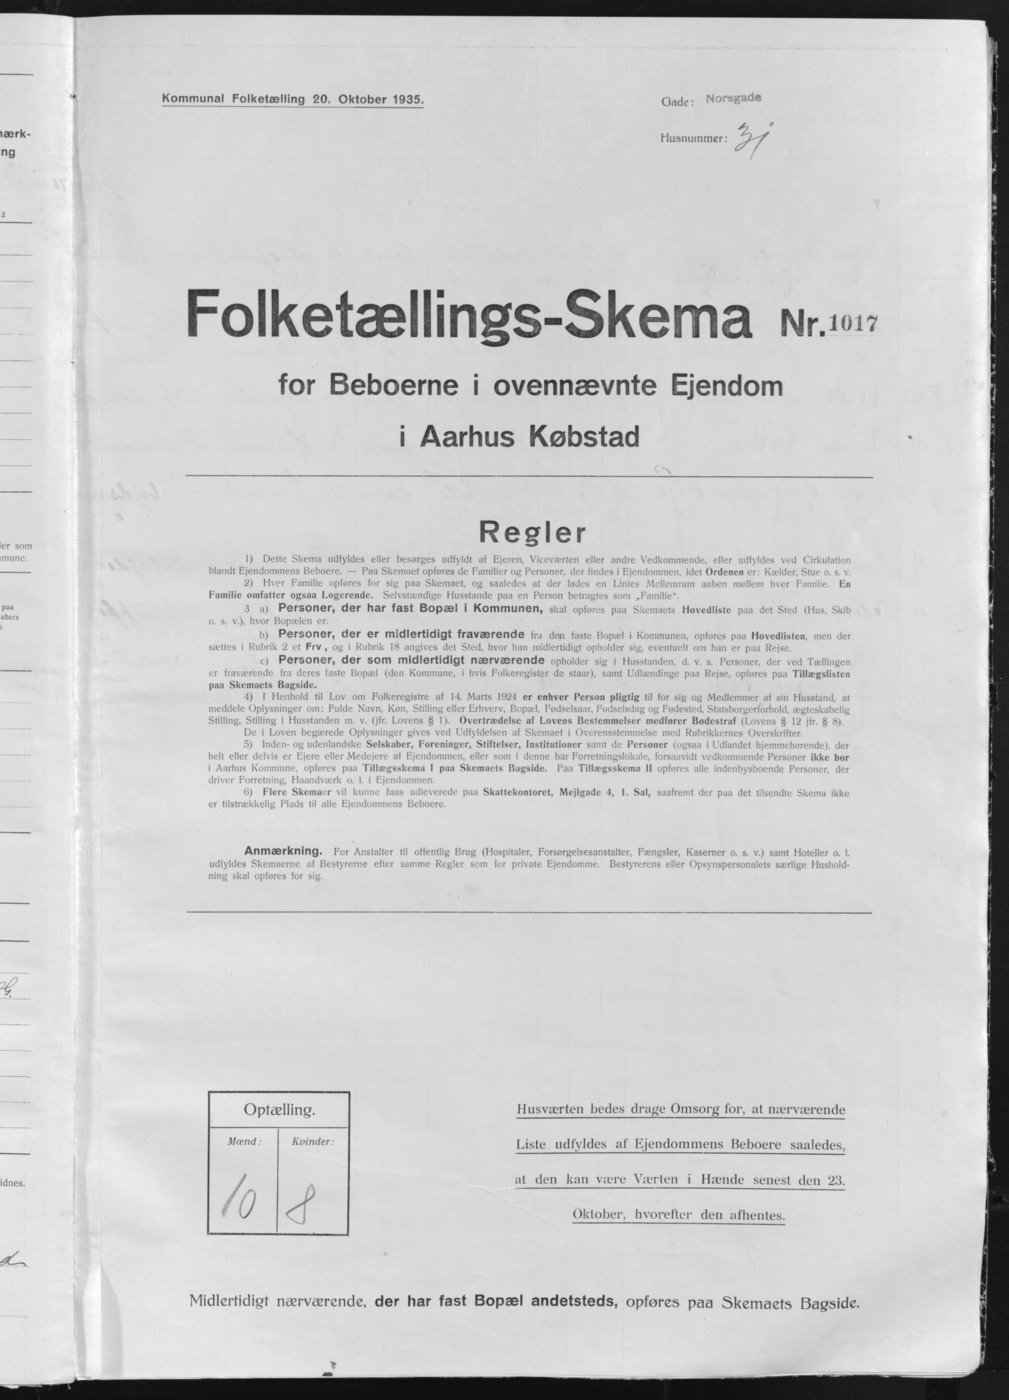 Kommunal Folketælling 20. Oktober 1935.
Gade: Norsgade
Husnummer: 31
Folketællings-Skema Nr. 1017
for Beboerne i ovennævnte Ejendom
i Aarhus Købstad
Regler
1) Dette Skema udfyldes eller besørges udfyldt af Ejeren, Viceværten eller andre Vedkommende, eller udfyldes ved Cirkulation
blandt Ejendommens Beboere. — Paa Skemaet opføres de Familier og Personer, der findes i Ejendommen, idet Ordenen er: Kælder, Stue o. s. v.
2) Hver Familie opføres for sig paa Skemaet, og saaledes at der lades en Linies Mellemrum aaben mellem hver Familie. En
Familie omfatter ogsaa Logerende. Selvstændige Husstande paa en Person betragtes som „Familie".
3 a) Personer, der har fast Bopæl i Kommunen, skal opføres paa Skemaets Hovedliste paa det Sted (Hus, Skib
o. s. v.), hvor Bopælen er.
b) Personer, der er midlertidigt fraværende fra den faste Bopæl i Kommunen, opføres paa Hovedlisten, men der
sættes i Rubrik 2 et Frv, og i Rubrik 18 angives det Sted, hvor han midlertidigt opholder sig, eventuelt om han er paa Rejse.
c) Personer, der som midlertidigt nærværende opholder sig i Husstanden, d. v. s. Personer, der ved Tællingen
er fraværende fra deres faste Bopæl (den Kommune, i hvis Folkeregister de staar), samt Udlændinge paa Rejse, opføres paa Tillægslisten
paa Skemaets Bagside.
4) I Henhold til Lov om Folkeregistre af 14. Marts 1924 er enhver Person pligtig til for sig og Medlemmer af sin Husstand, at
meddele Oplysninger om: Fulde Navn, Køn, Stilling eller Erhverv, Bopæl, Fødselsaar, Fødselsdag og Fødested, Statsborgerforhold, ægteskabelig
Stilling, Stilling i Husstanden m. v. (jfr. Lovens § 1). Overtrædelse af Lovens Bestemmelser medfører Bødestraf (Lovens § 12 jfr. § 8).
De i Loven begærede Oplysninger gives ved Udfyldelsen af Skemaet i Overensstemmelse med Rubrikkernes Overskrifter.
5) Inden- og udenlandske Selskaber, Foreninger, Stiftelser, Institutioner samt de Personer (ogsaa i Udlandet hjemmehørende), der
helt eller delvis er Ejere eller Medejere af Ejendommen, eller som i denne har Forretningslokale, forsaavidt vedkommende Personer ikke bor
i Aarhus Kommune, opføres paa Tillægsskema I paa Skemaets Bagside. Paa Tillægsskema II opføres alle indenbysboende Personer, der
driver Forretning, Haandværk o. l. i Ejendommen.
6) Flere Skemaer vil kunne faas udleverede paa Skattekontoret, Mejlgade 4, 1. Sal, saafremt der paa det tilsendte Skema ikke
er tilstrækkelig Plads til alle Ejendommens Beboere.
Anmærkning. For Anstalter til offentlig Brug (Hospitaler, Forsørgelsesanstalter, Fængsler, Kaserner o. s. v.) samt Hoteller o. l.
udfyldes Skemaerne af Bestyrerne efter samme Regler som for private Ejendomme. Bestyrerens eller Opsynspersonalets særlige Hushold-
ning skal opføres for sig.
Optælling.
Mænd: Kvinder:
10 8
Husværten bedes drage Omsorg for, at nærværende
Liste udfyldes af Ejendommens Beboere saaledes,
at den kan være Værten i Hænde senest den 23.
Oktober, hvorefter den afhentes.
Midlertidigt nærværende, der har fast Bopæl andetsteds, opføres paa Skemaets Bagside.